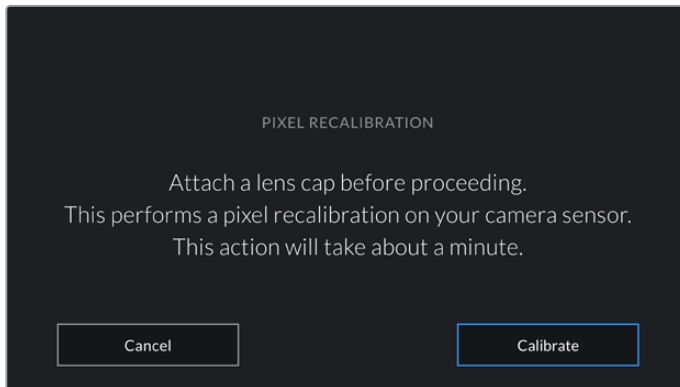 PIXEL RECALIBRATION
Attach a lens cap before proceeding.
This performs a pixel recalibration on your camera sensor.
This action will take about a minute.
Cancel
Calibrate